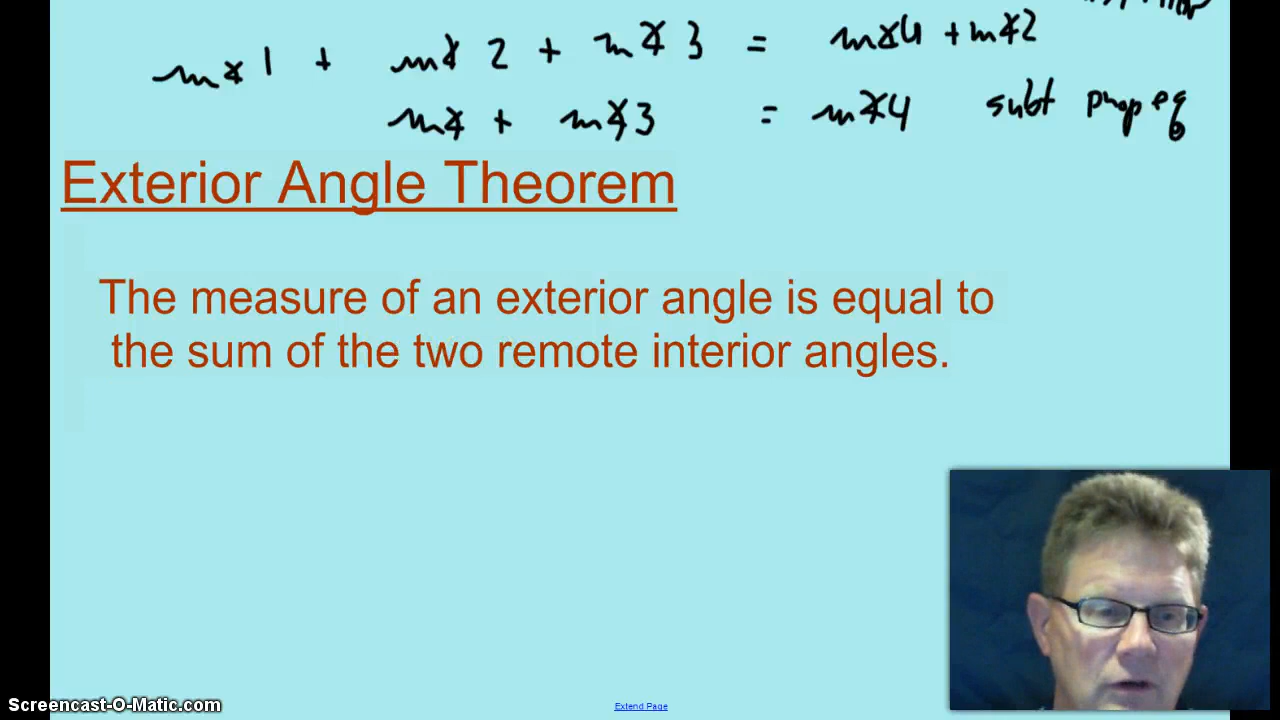 m∡1 + m∡2 + m∡3 = m∡4 + m∡2
m∡ + m∡3 = m∡4 subt prop eq
Exterior Angle Theorem
The measure of an exterior angle is equal to
the sum of the two remote interior angles.
Extend Page
Screencast-O-Matic.com